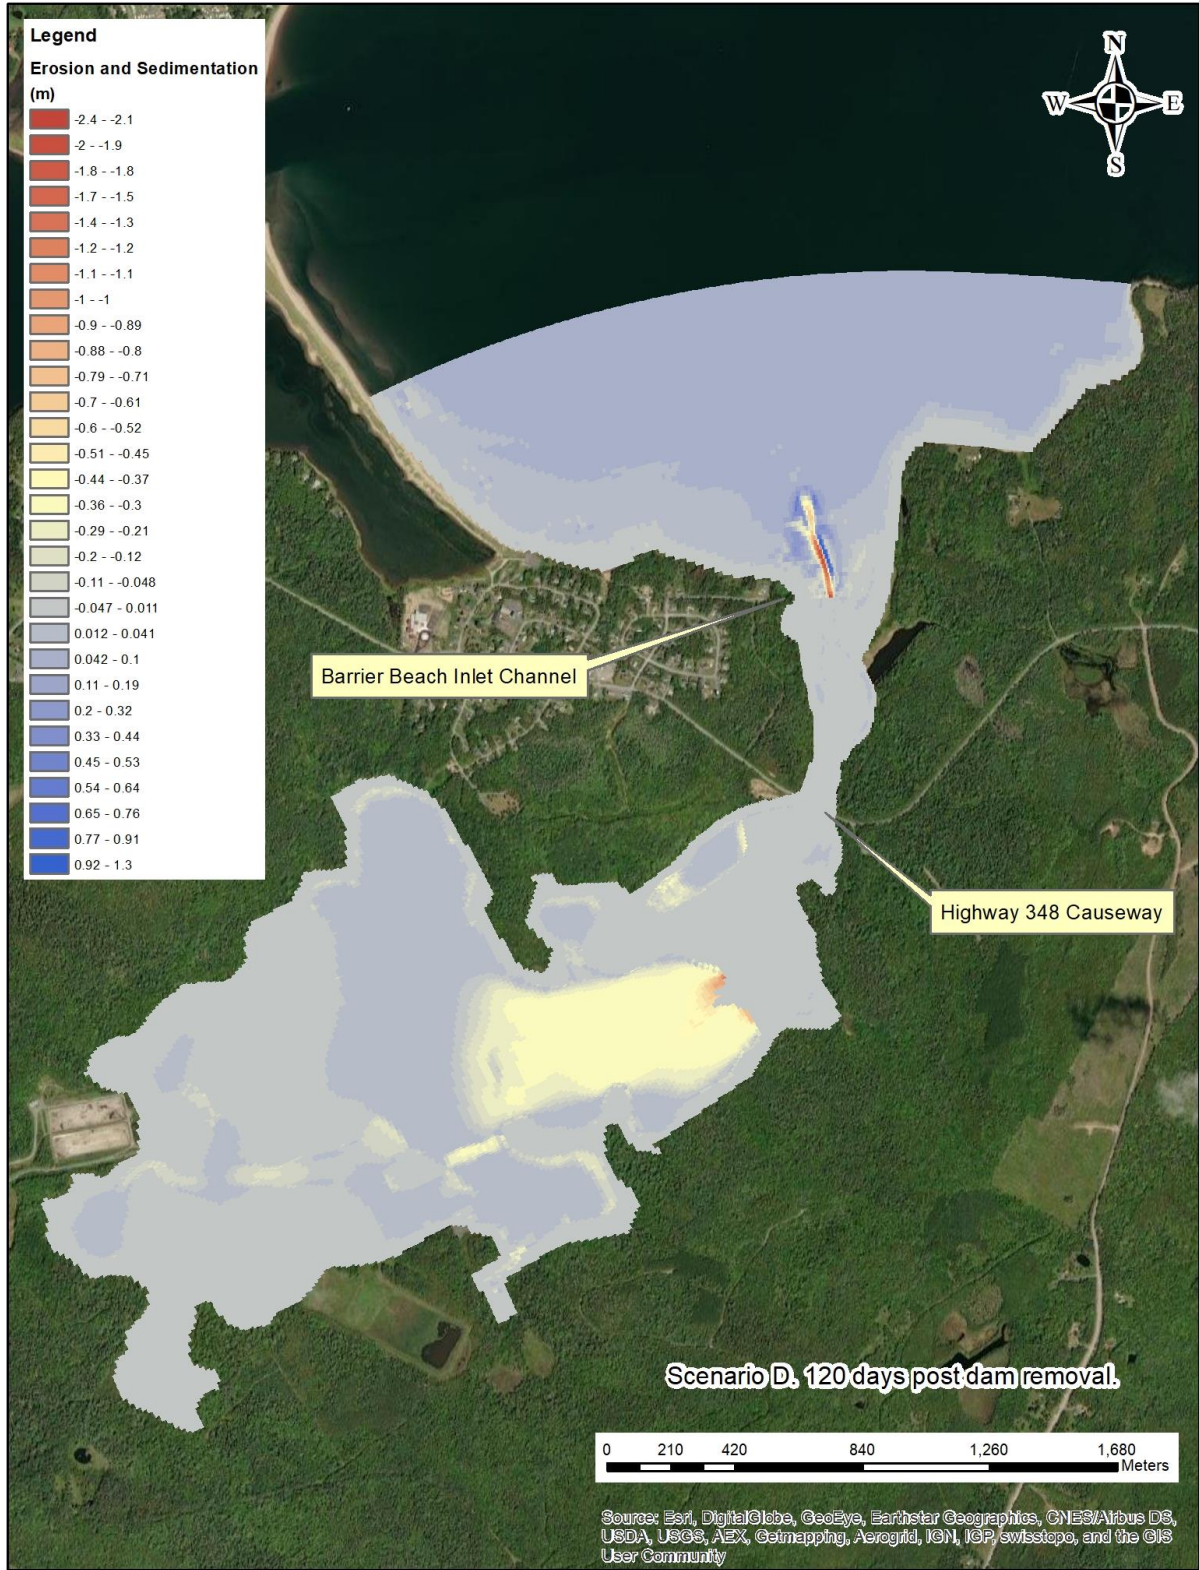 Legend
Erosion and Sedimentation
(m)
-2.4 - -2.1
-2 - -1.9
-1.8 - -1.8
-1.7 - -1.5
-1.4 - -1.3
-1.2 - -1.2
-1.1 - -1.1
-1 - -1
-0.9 - -0.89
-0.88 - -0.8
-0.79 - -0.71
-0.7 - -0.61
-0.6 - -0.52
-0.51 - -0.45
-0.44 - -0.37
-0.36 - -0.3
-0.29 - -0.21
-0.2 - -0.12
-0.11 - -0.048
-0.047 - 0.011
0.012 - 0.041
0.042 - 0.1
0.11 - 0.19
0.2 - 0.32
0.33 - 0.44
0.45 - 0.53
0.54 - 0.64
0.65 - 0.76
0.77 - 0.91
0.92 - 1.3
N
W E
S
Barrier Beach Inlet Channel
Highway 348 Causeway
Scenario D. 120 days post dam removal.
0 210 420 840 1,260 1,680
Meters
Source: Esri, DigitalGlobe, GeoEye, Earthstar Geographics, CNES/Airbus DS,
USDA, USGS, AEX, Getmapping, Aerogrid, IGN, IGP, swisstopo, and the GIS
User Community